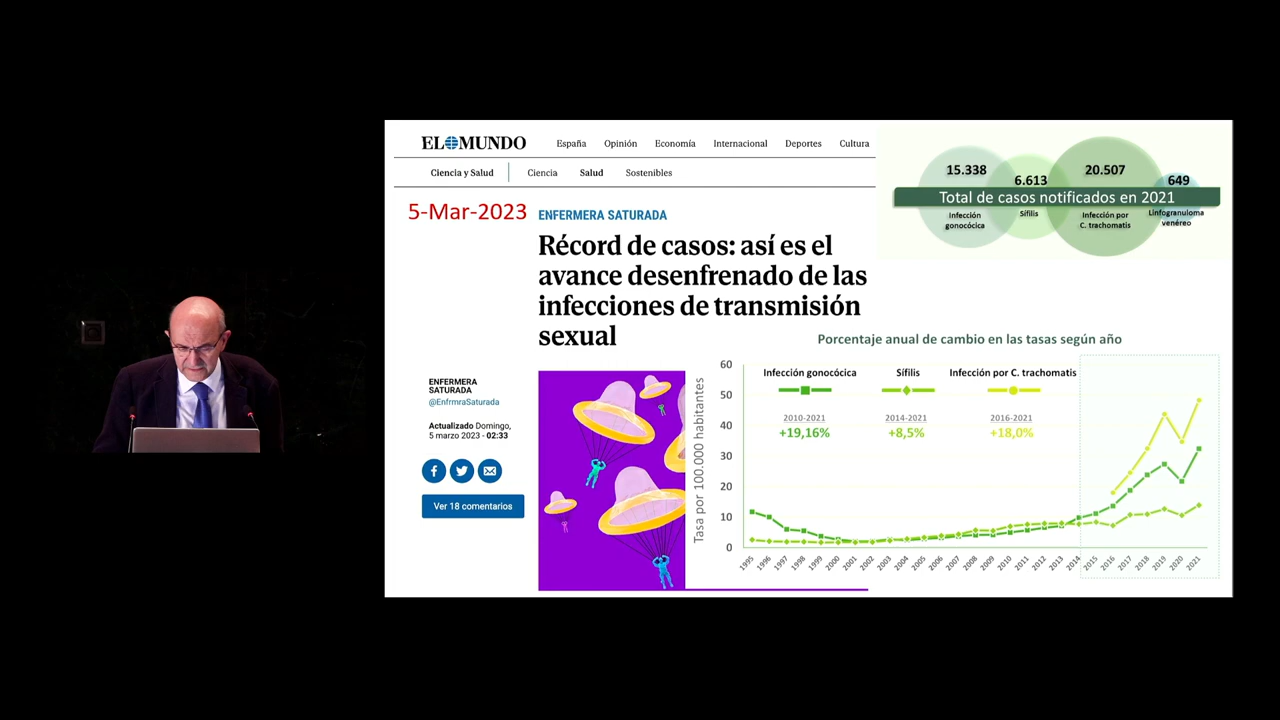 EL MUNDO
España Opinión Economía Internacional Deportes Cultura
Ciencia y Salud Ciencia Salud Sostenibles
5-Mar-2023
ENFERMERA SATURADA
Récord de casos: así es el
avance desenfrenado de las
infecciones de transmisión
sexual
ENFERMERA
SATURADA
@EnfrmraSaturada
Actualizado Domingo,
5 marzo 2023 - 02:33
Ver 18 comentarios
15.338
6.613
20.507
649
Total de casos notificados en 2021
Infección
gonocócica
Sífilis
Infección por
C. trachomatis
Linfogranuloma
venéreo
Porcentaje anual de cambio en las tasas según año
Tasa por 100.000 habitantes
60
50
40
30
20
10
0
Infección gonocócica
2010-2021
+19,16%
Sífilis
2014-2021
+8,5%
Infección por C. trachomatis
2016-2021
+18,0%
1995 1996 1997 1998 1999 2000 2001 2002 2003 2004 2005 2006 2007 2008 2009 2010 2011 2012 2013 2014 2015 2016 2017 2018 2019 2020 2021